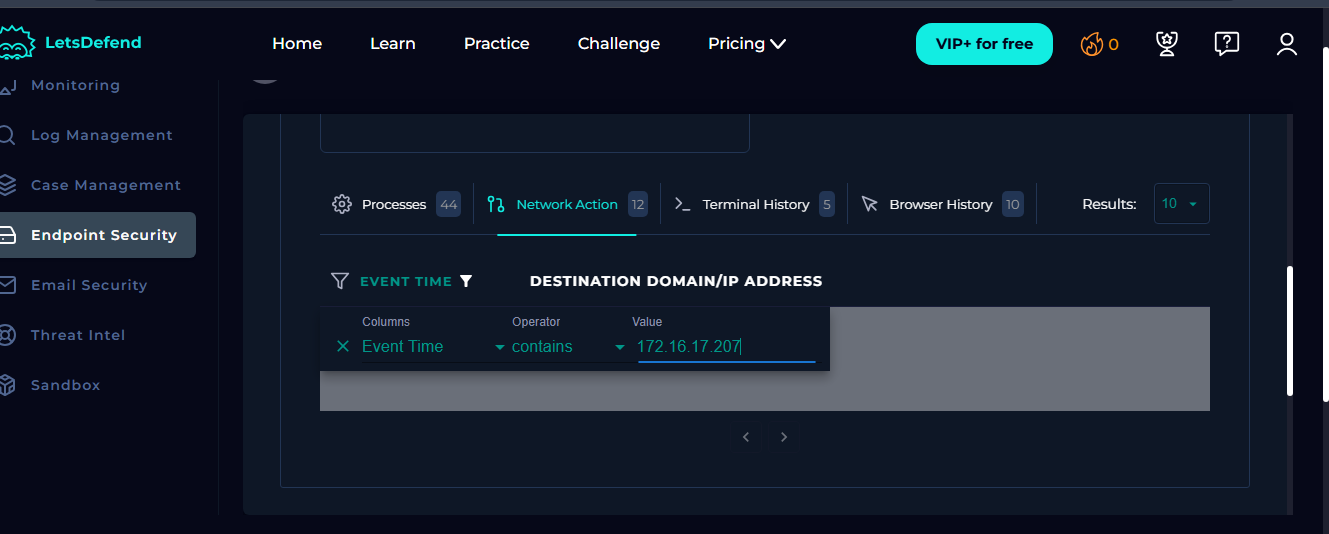 LetsDefend
Home Learn Practice Challenge Pricing VIP+ for free 0
Monitoring
Log Management
Case Management
Endpoint Security
Email Security
Threat Intel
Sandbox
Processes 44 Network Action 12 Terminal History 5 Browser History 10 Results: 10
EVENT TIME DESTINATION DOMAIN/IP ADDRESS
Columns Operator Value
Event Time contains 172.16.17.207